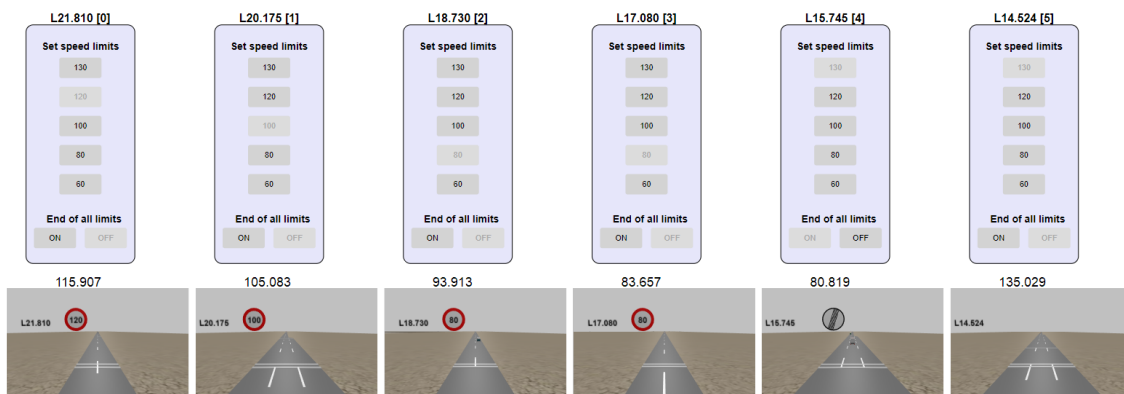 L21.810 [0]
Set speed limits
130
120
100
80
60
End of all limits
ON OFF
115.907
L21.810 120
L20.175 [1]
Set speed limits
130
120
100
80
60
End of all limits
ON OFF
105.083
L20.175 100
L18.730 [2]
Set speed limits
130
120
100
80
60
End of all limits
ON OFF
93.913
L18.730 80
L17.080 [3]
Set speed limits
130
120
100
80
60
End of all limits
ON OFF
83.657
L17.080 80
L15.745 [4]
Set speed limits
130
120
100
80
60
End of all limits
ON OFF
80.819
L15.745
L14.524 [5]
Set speed limits
130
120
100
80
60
End of all limits
ON OFF
135.029
L14.524